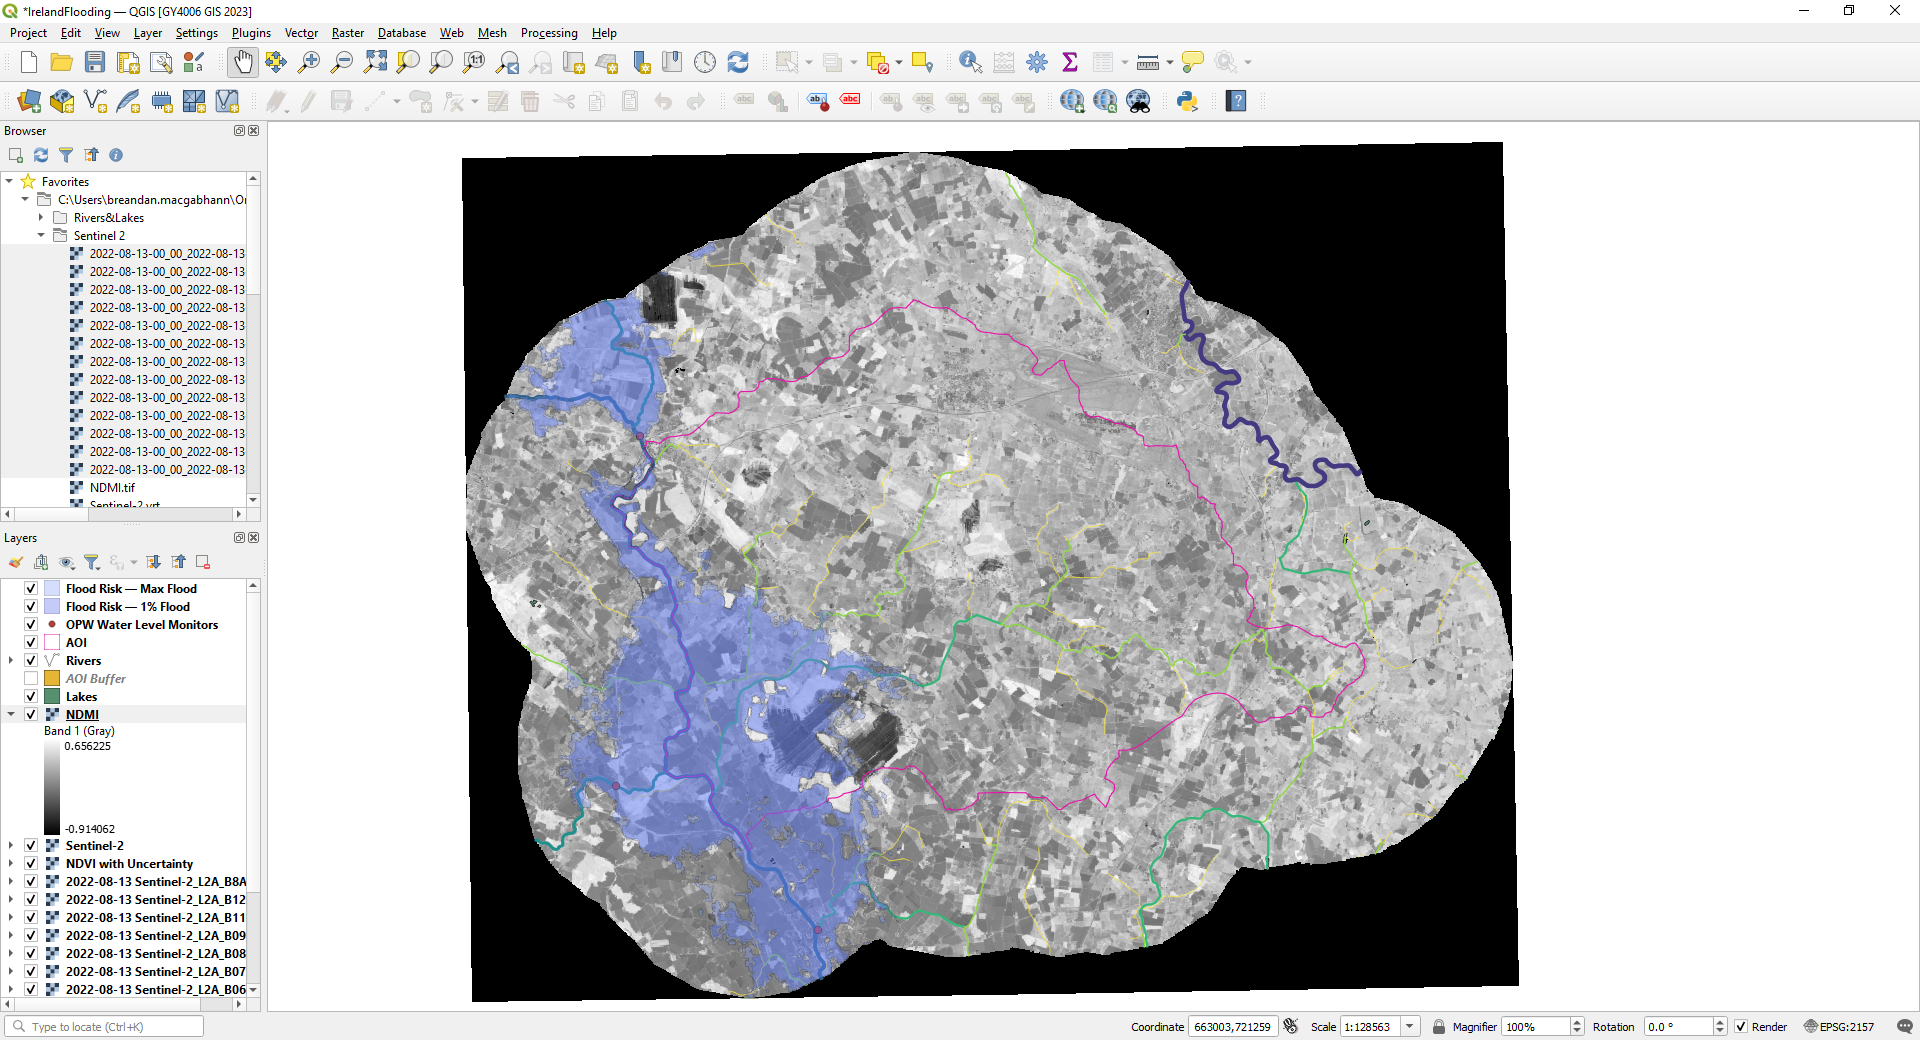 *IrelandFlooding — QGIS [GY4006 GIS 2023]
Project Edit View Layer Settings Plugins Vector Raster Database Web Mesh Processing Help
1:1
abc abc abc
Browser
Favorites
C:\Users\breandan.macgabhann\Or
Rivers&Lakes
Sentinel 2
2022-08-13-00_00_2022-08-13
2022-08-13-00_00_2022-08-13
2022-08-13-00_00_2022-08-13
2022-08-13-00_00_2022-08-13
2022-08-13-00_00_2022-08-13
2022-08-13-00_00_2022-08-13
2022-08-13-00_00_2022-08-13
2022-08-13-00_00_2022-08-13
2022-08-13-00_00_2022-08-13
2022-08-13-00_00_2022-08-13
2022-08-13-00_00_2022-08-13
2022-08-13-00_00_2022-08-13
2022-08-13-00_00_2022-08-13
NDMI.tif
Sentinel-2.vrt
Layers
Flood Risk — Max Flood
Flood Risk — 1% Flood
OPW Water Level Monitors
AOI
Rivers
AOI Buffer
Lakes
NDMI
Band 1 (Gray)
0.656225
-0.914062
Sentinel-2
NDVI with Uncertainty
2022-08-13 Sentinel-2_L2A_B8A
2022-08-13 Sentinel-2_L2A_B12
2022-08-13 Sentinel-2_L2A_B11
2022-08-13 Sentinel-2_L2A_B09
2022-08-13 Sentinel-2_L2A_B08
2022-08-13 Sentinel-2_L2A_B07
2022-08-13 Sentinel-2_L2A_B06
Type to locate (Ctrl+K) Coordinate 663003,721259 Scale 1:128563 Magnifier 100% Rotation 0.0 ° Render EPSG:2157